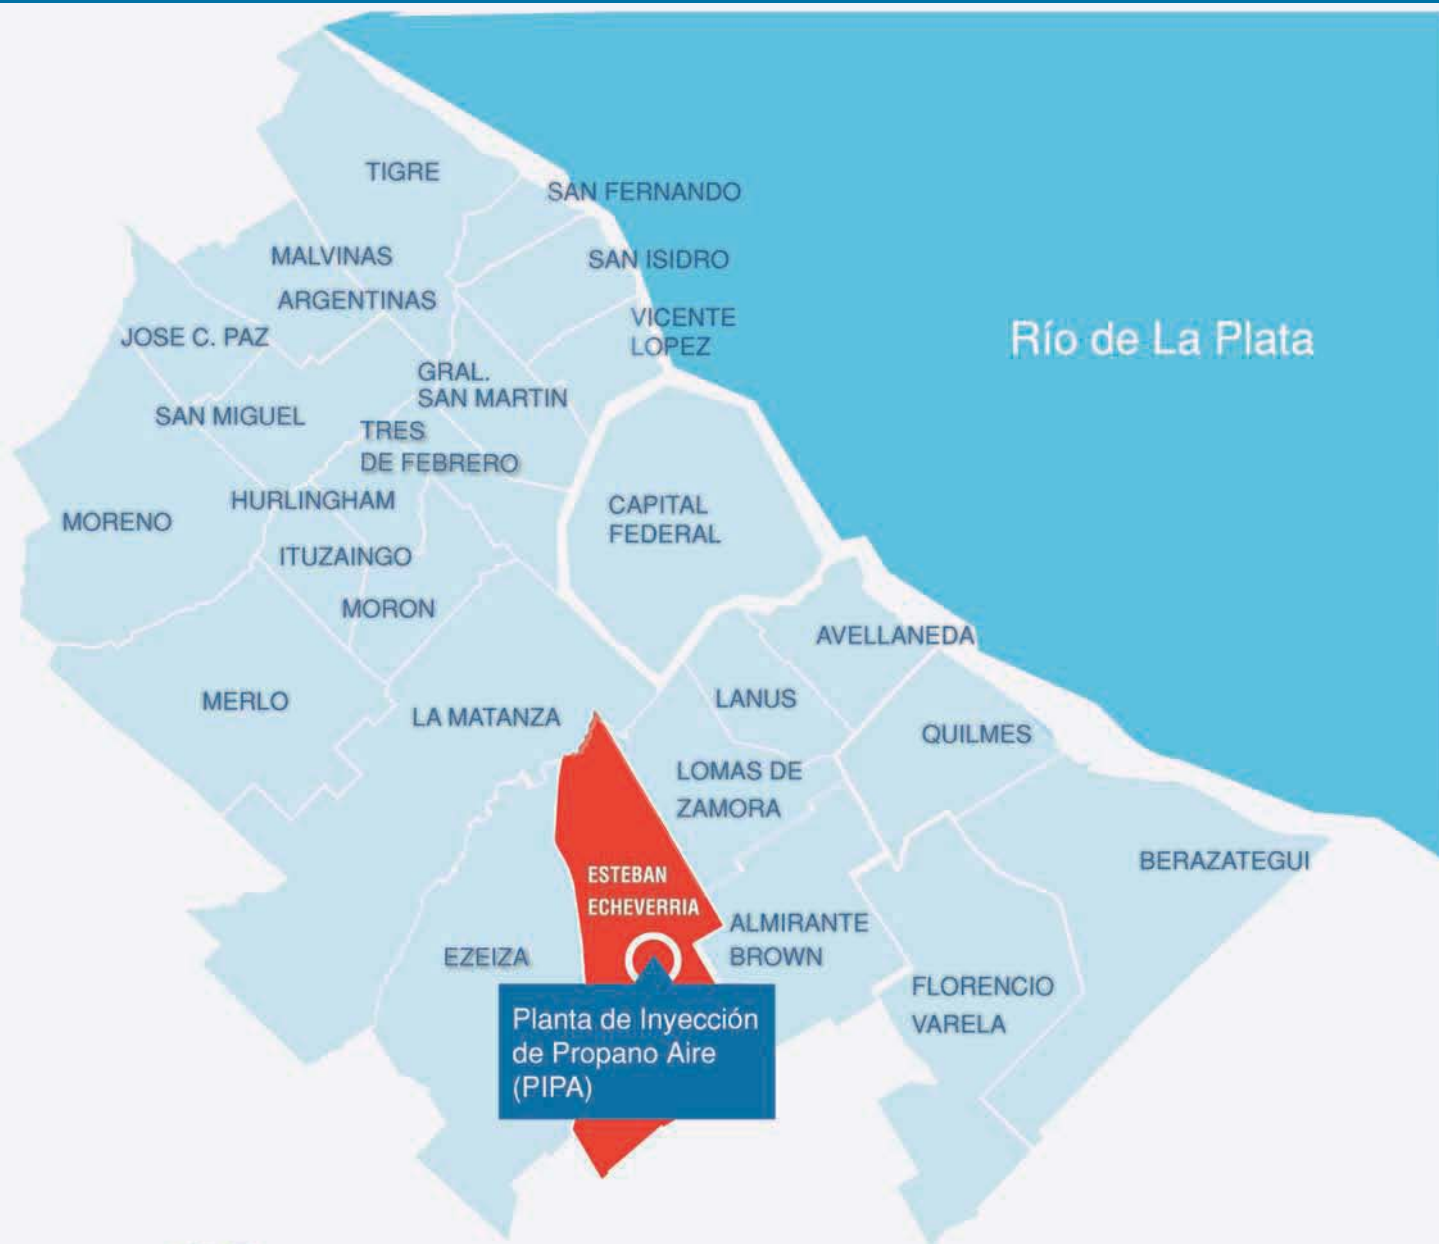 TIGRE
SAN FERNANDO
MALVINAS
ARGENTINAS
SAN ISIDRO
VICENTE
LOPEZ
JOSE C. PAZ
Río de La Plata
GRAL.
SAN MARTIN
SAN MIGUEL
TRES
DE FEBRERO
HURLINGHAM
MORENO
CAPITAL
FEDERAL
ITUZAINGO
MORON
AVELLANEDA
MERLO
LA MATANZA
LANUS
QUILMES
LOMAS DE
ZAMORA
BERAZATEGUI
ESTEBAN
ECHEVERRIA
ALMIRANTE
BROWN
EZEIZA
FLORENCIO
VARELA
Planta de Inyección
de Propano Aire
(PIPA)